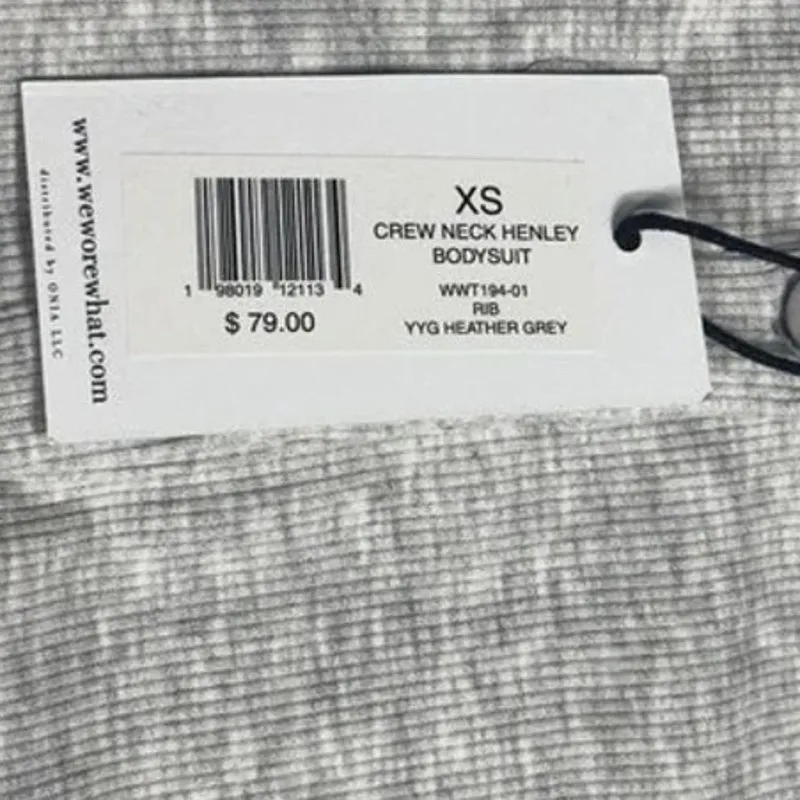 www.weworewhat.com
distributed by ONIA LLC
1 98019 12113 4
$ 79.00
XS
CREW NECK HENLEY
BODYSUIT
WWT194-01
RIB
YYG HEATHER GREY